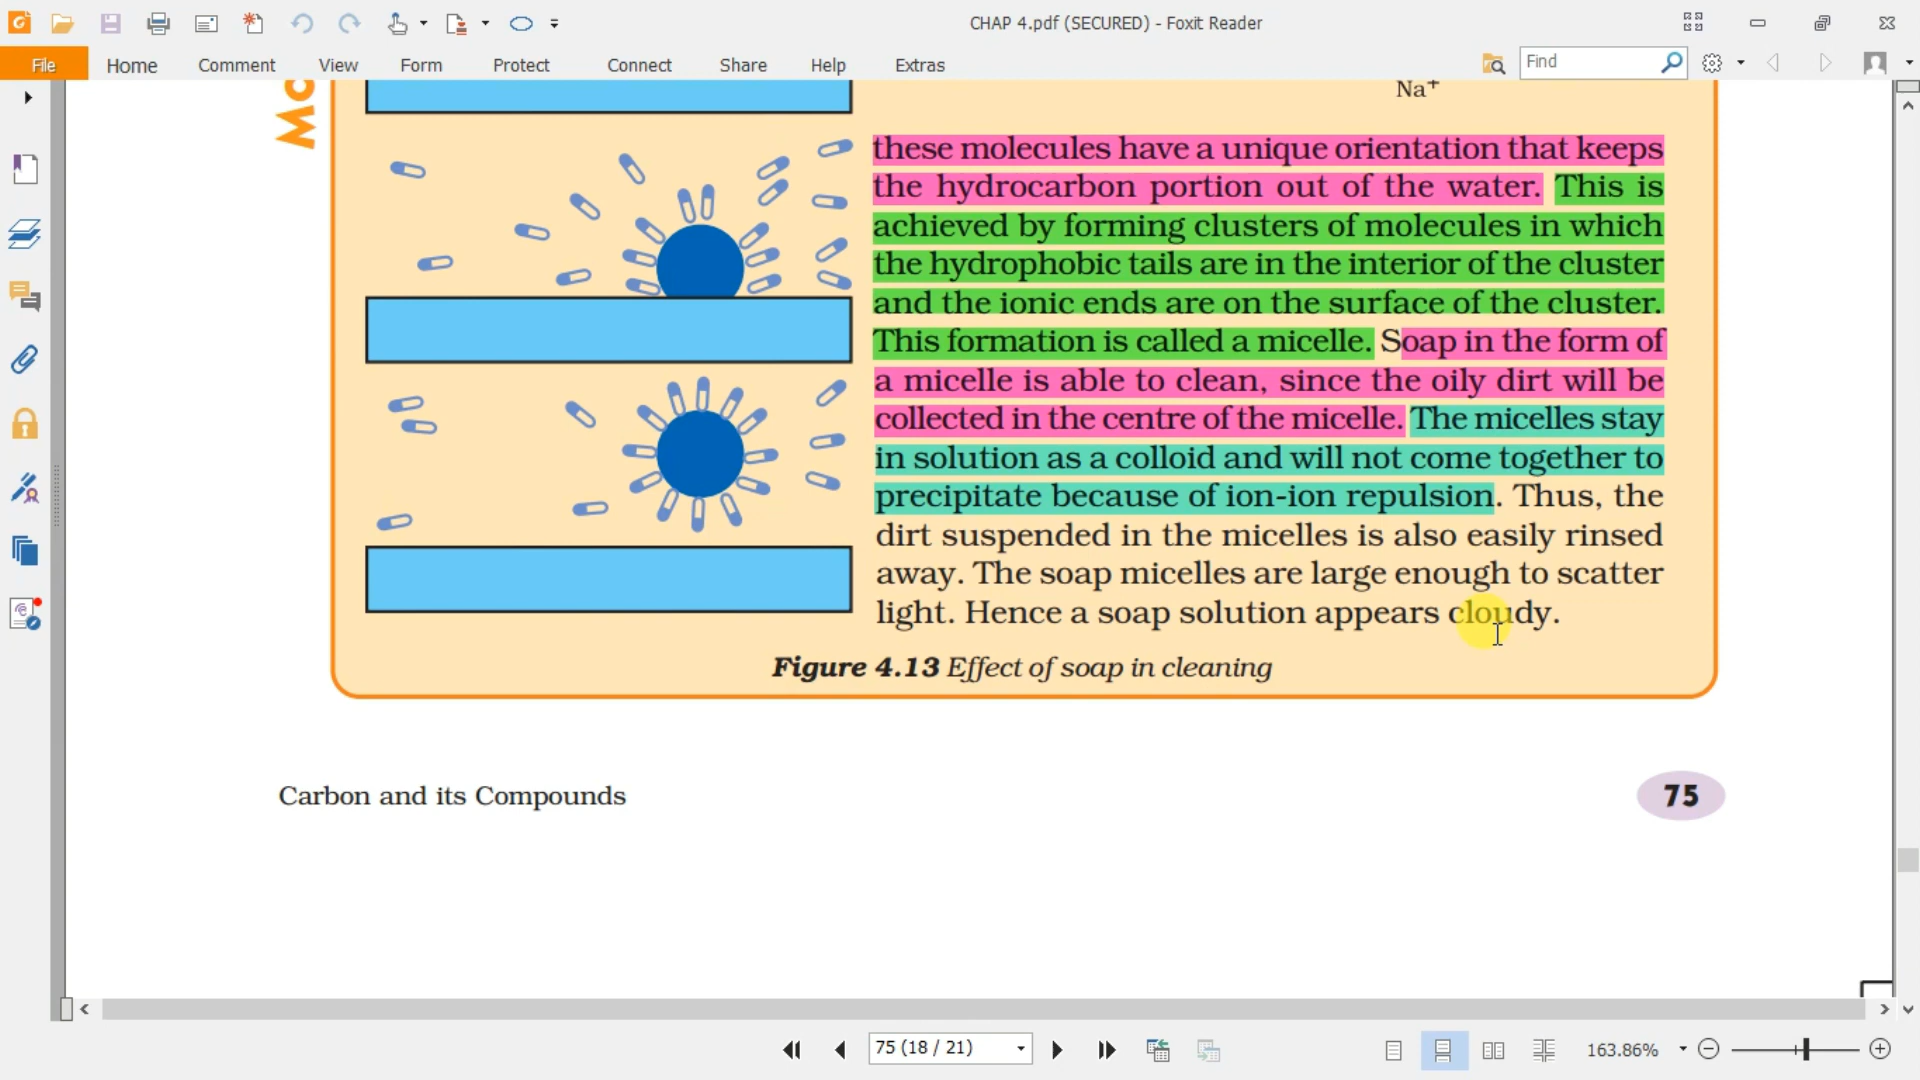 CHAP 4.pdf (SECURED) - Foxit Reader
File Home Comment View Form Protect Connect Share Help Extras Find
Na+
these molecules have a unique orientation that keeps
the hydrocarbon portion out of the water. This is
achieved by forming clusters of molecules in which
the hydrophobic tails are in the interior of the cluster
and the ionic ends are on the surface of the cluster.
This formation is called a micelle. Soap in the form of
a micelle is able to clean, since the oily dirt will be
collected in the centre of the micelle. The micelles stay
in solution as a colloid and will not come together to
precipitate because of ion-ion repulsion. Thus, the
dirt suspended in the micelles is also easily rinsed
away. The soap micelles are large enough to scatter
light. Hence a soap solution appears cloudy.
Figure 4.13 Effect of soap in cleaning
Carbon and its Compounds
75
75 (18 / 21)
163.86%